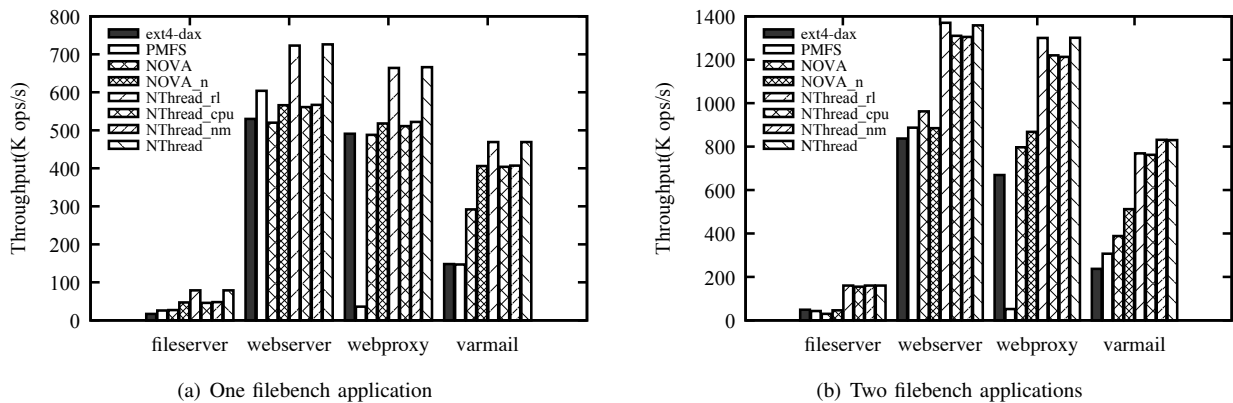 Throughput(K ops/s)
800
700
600
500
400
300
200
100
0
ext4-dax
PMFS
NOVA
NOVA_n
NThread_rl
NThread_cpu
NThread_nm
NThread
fileserver webserver webproxy varmail
(a) One filebench application
Throughput(K ops/s)
1400
1200
1000
800
600
400
200
0
ext4-dax
PMFS
NOVA
NOVA_n
NThread_rl
NThread_cpu
NThread_nm
NThread
fileserver webserver webproxy varmail
(b) Two filebench applications